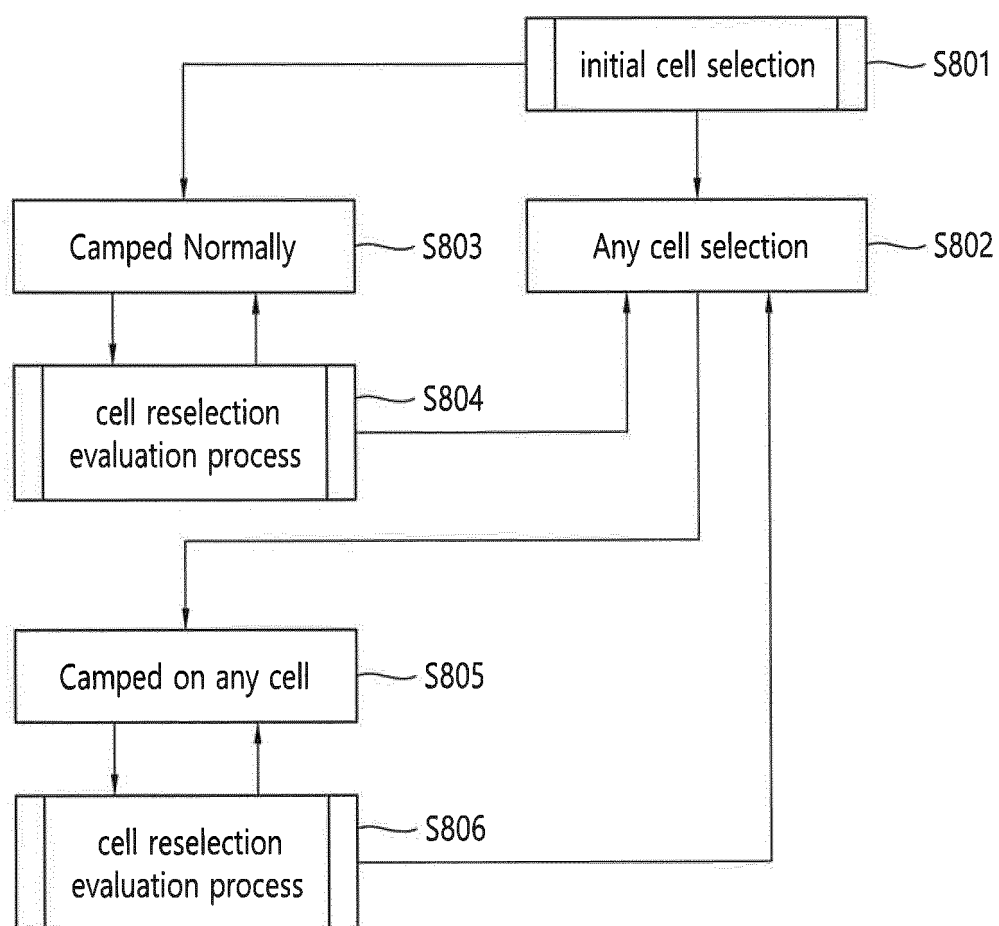 initial cell selection
S801
Camped Normally
S803
Any cell selection
S802
cell reselection
evaluation process
S804
Camped on any cell
S805
cell reselection
evaluation process
S806